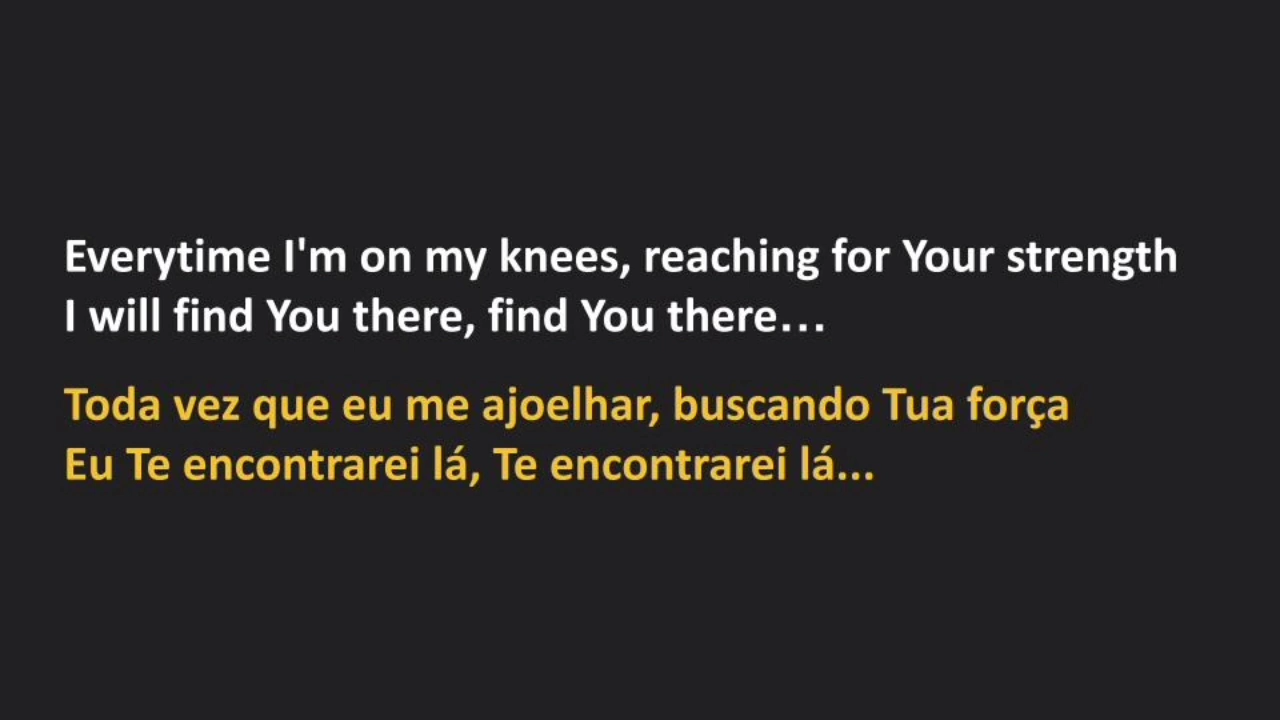 Everytime I'm on my knees, reaching for Your strength
I will find You there, find You there…
Toda vez que eu me ajoelhar, buscando Tua força
Eu Te encontrarei lá, Te encontrarei lá...